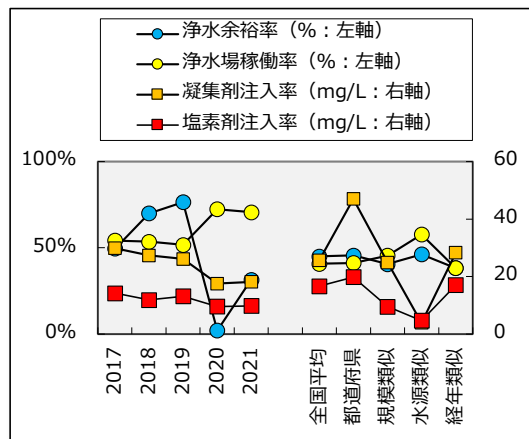 浄水余裕率（%：左軸）
浄水場稼働率（%：左軸）
凝集剤注入率（mg/L：右軸）
塩素剤注入率（mg/L：右軸）
100%
60
40
50%
20
0%
0
2017
2018
2019
2020
2021
全国平均
都道府県
規模類似
水源類似
経年類似